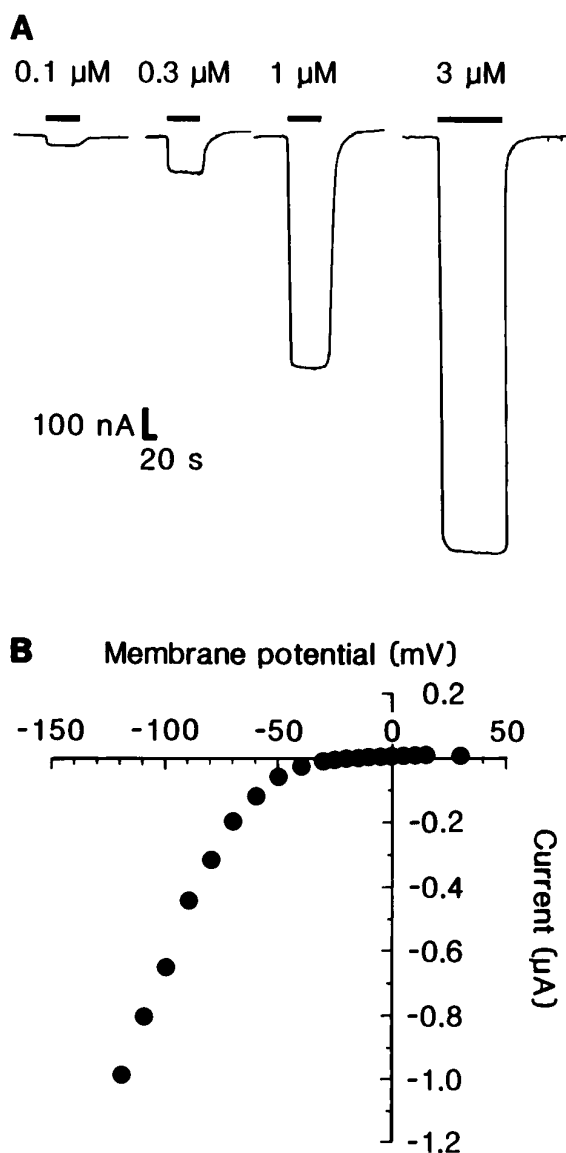 A
0.1 µM 0.3 µM 1 µM 3 µM
100 nA
20 s
B Membrane potential (mV)
0.2
-150 -100 -50 0 50
-0.2
-0.4
-0.6
-0.8
-1.0
-1.2
Current (µA)